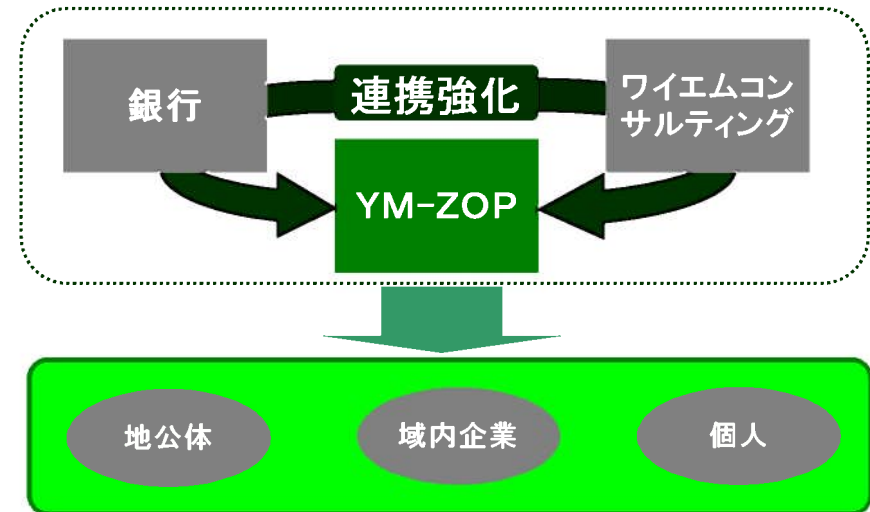 銀行
連携強化
ワイエムコン
サルティング
YM-ZOP
地公体
域内企業
個人